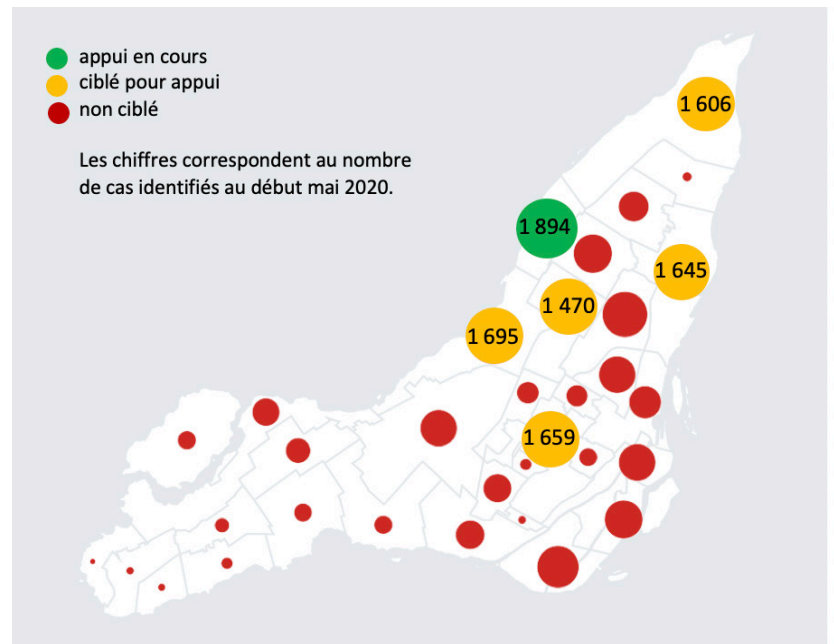 appui en cours
ciblé pour appui
non ciblé
Les chiffres correspondent au nombre
de cas identifiés au début mai 2020.
1 606
1 894
1 645
1 470
1 695
1 659